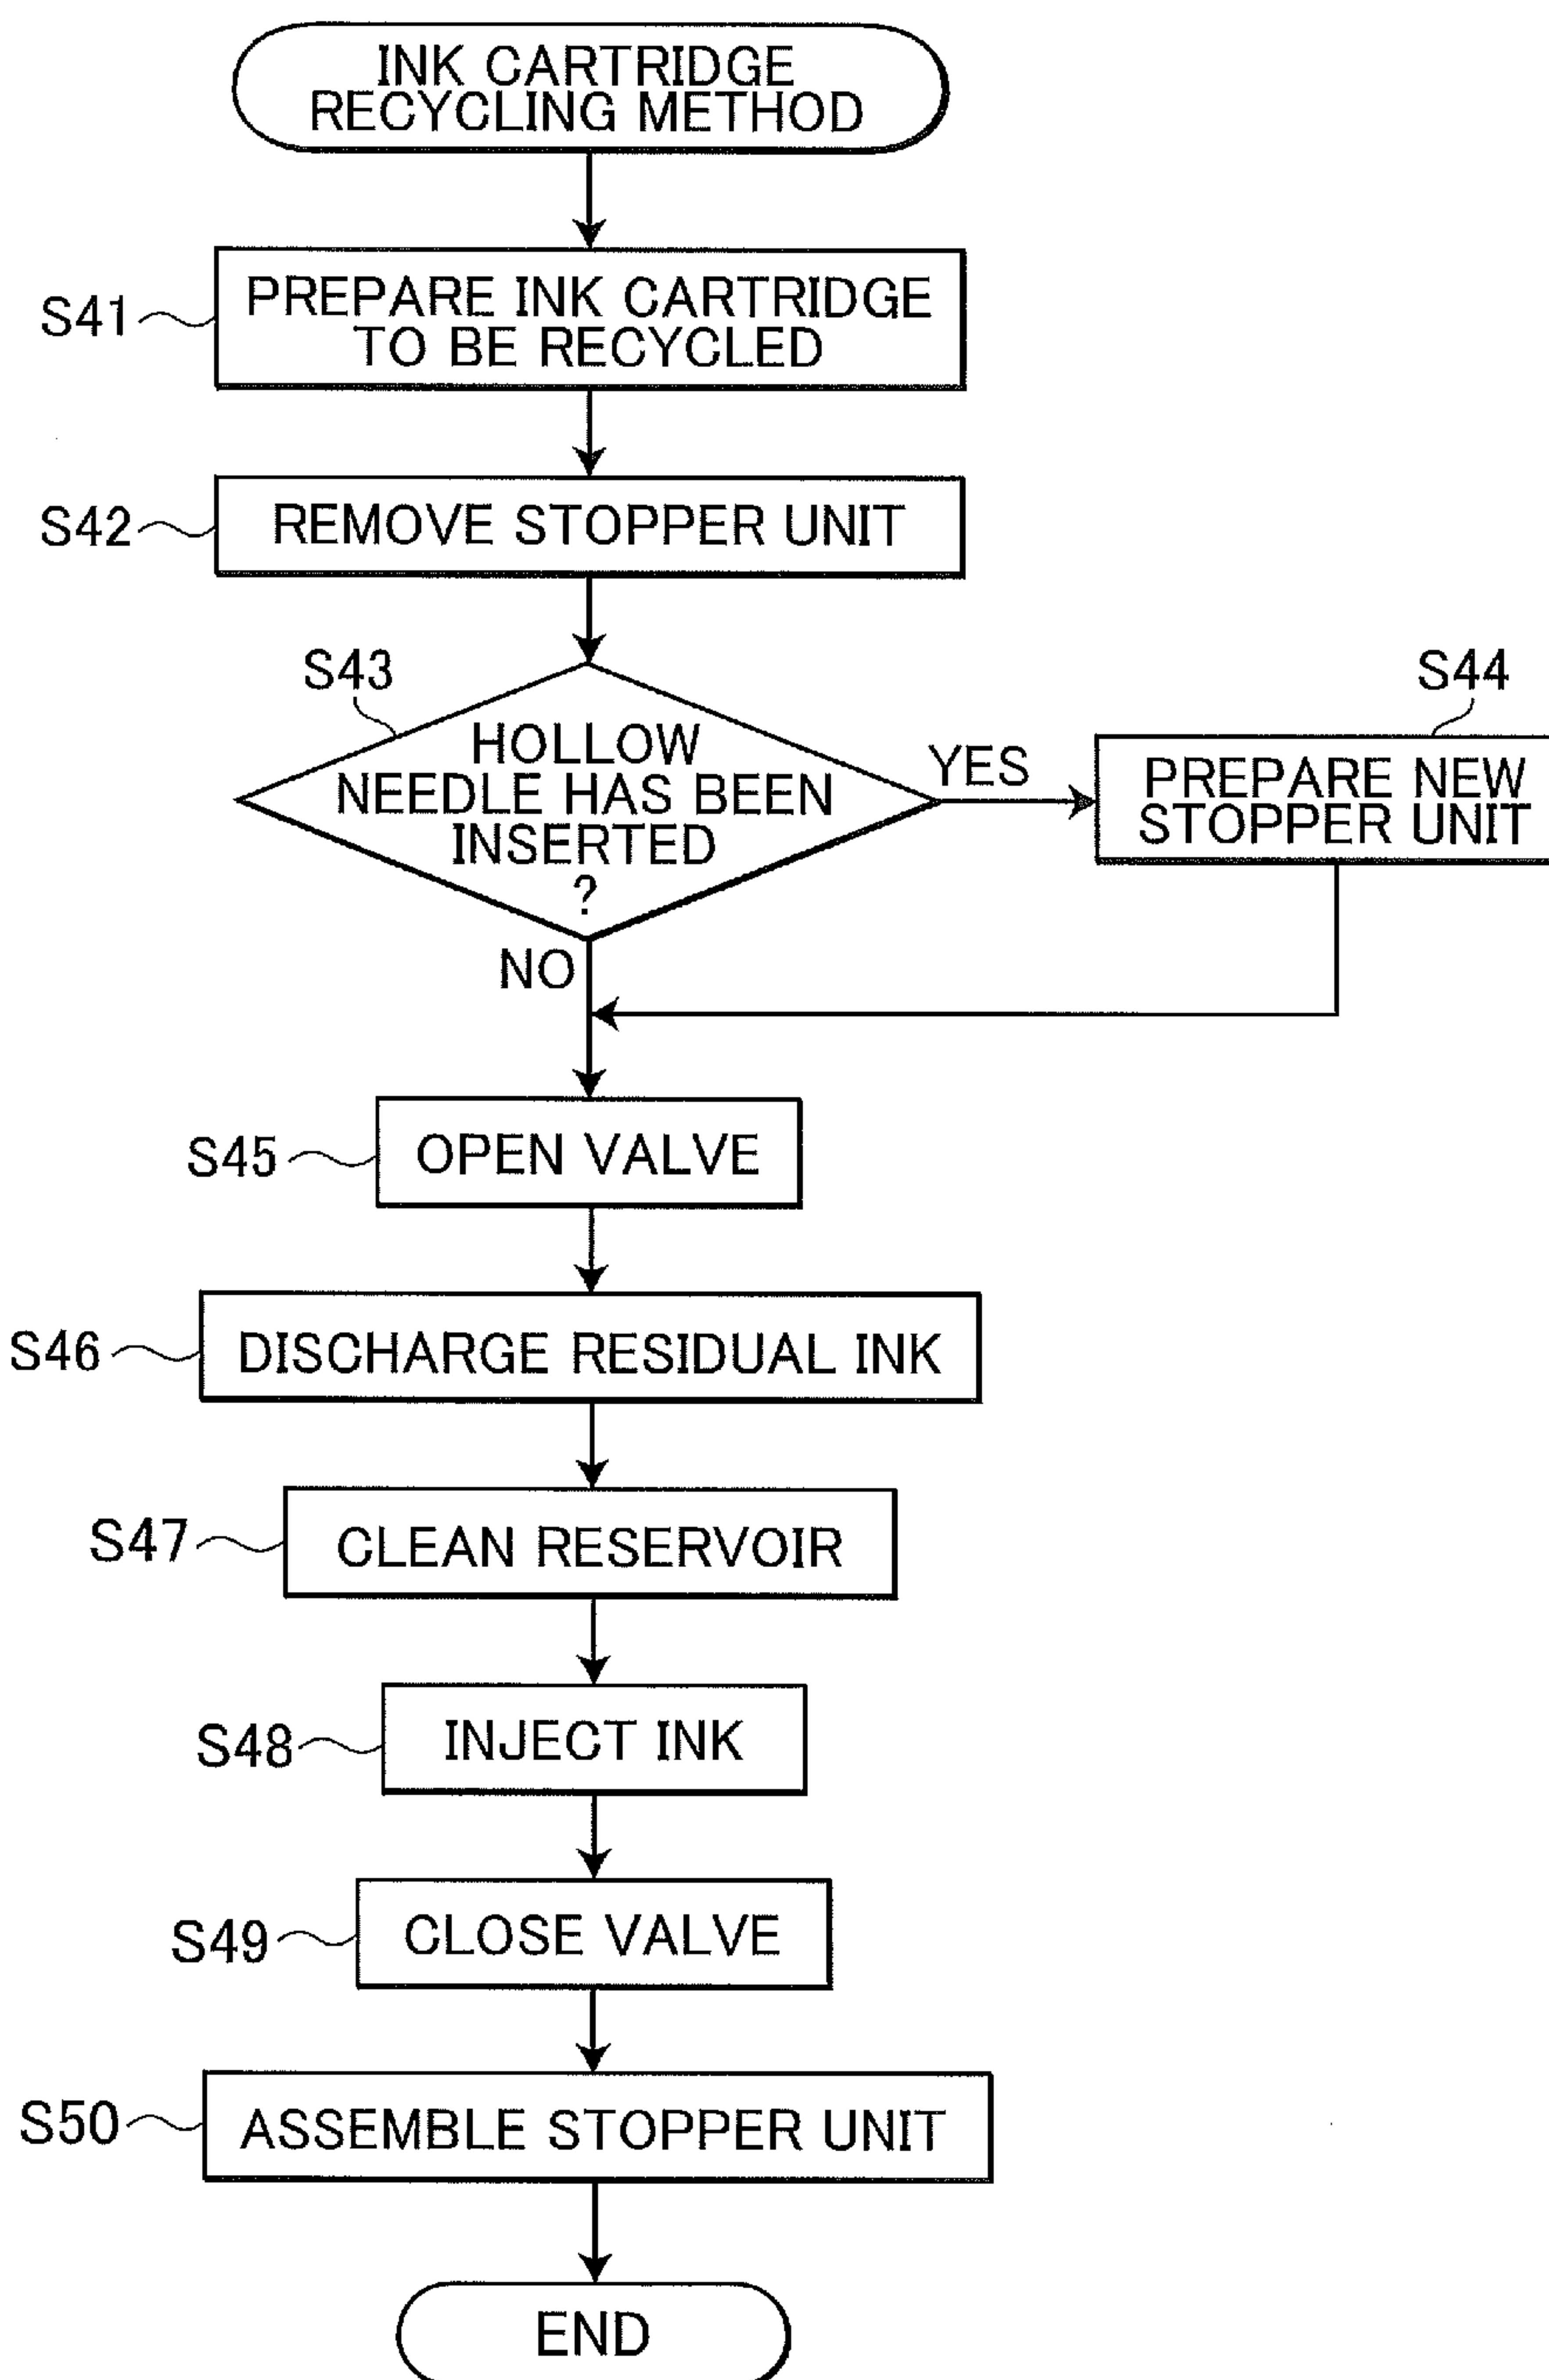 INK CARTRIDGE
RECYCLING METHOD
S41
PREPARE INK CARTRIDGE
TO BE RECYCLED
S42
REMOVE STOPPER UNIT
S43
HOLLOW
NEEDLE HAS BEEN
INSERTED
?
YES
S44
PREPARE NEW
STOPPER UNIT
NO
S45
OPEN VALVE
S46
DISCHARGE RESIDUAL INK
S47
CLEAN RESERVOIR
S48
INJECT INK
S49
CLOSE VALVE
S50
ASSEMBLE STOPPER UNIT
END